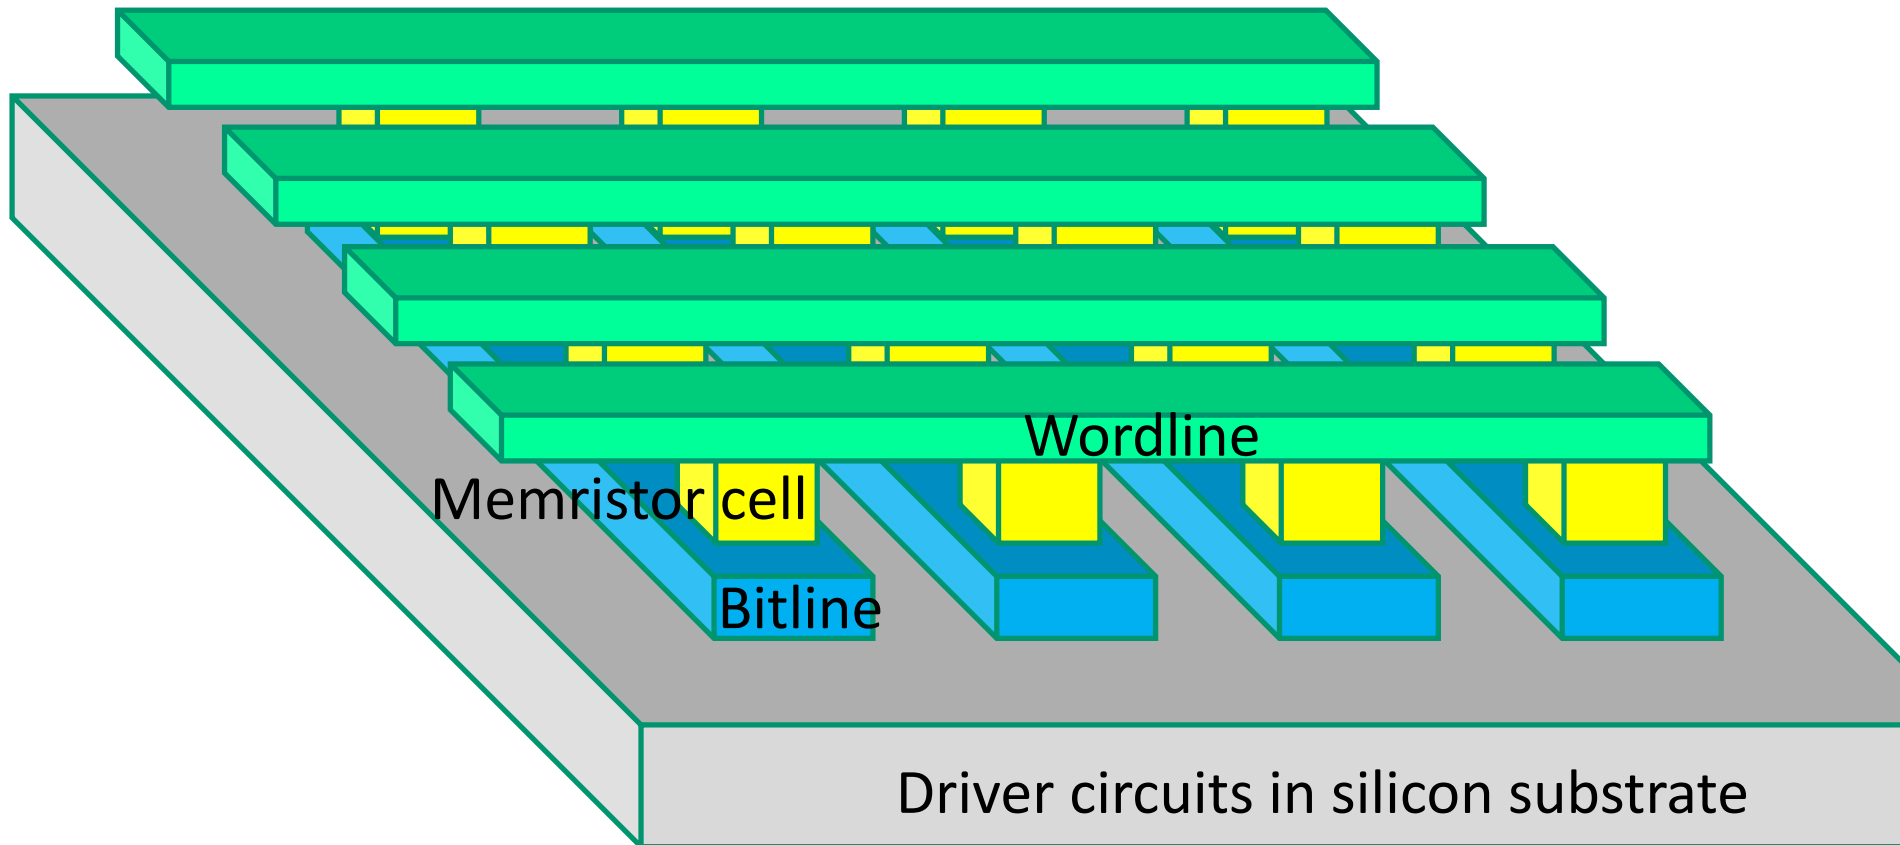 Wordline
Memristor cell
Bitline
Driver circuits in silicon substrate